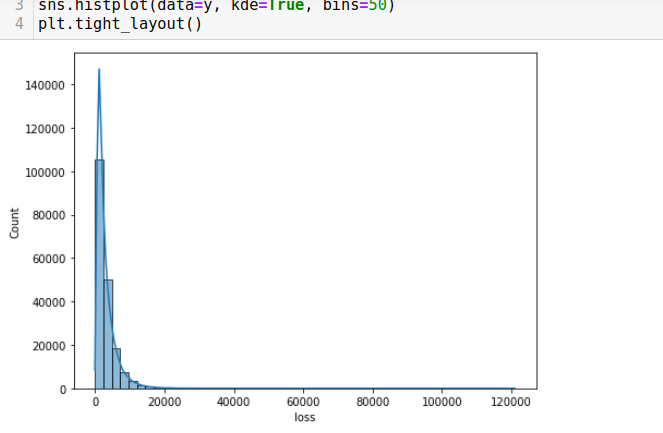 3 sns.histplot(data=y, kde=True, bins=50)
4 plt.tight_layout()
140000
120000
100000
80000
60000
40000
20000
0
Count
0 20000 40000 60000 80000 100000 120000
loss